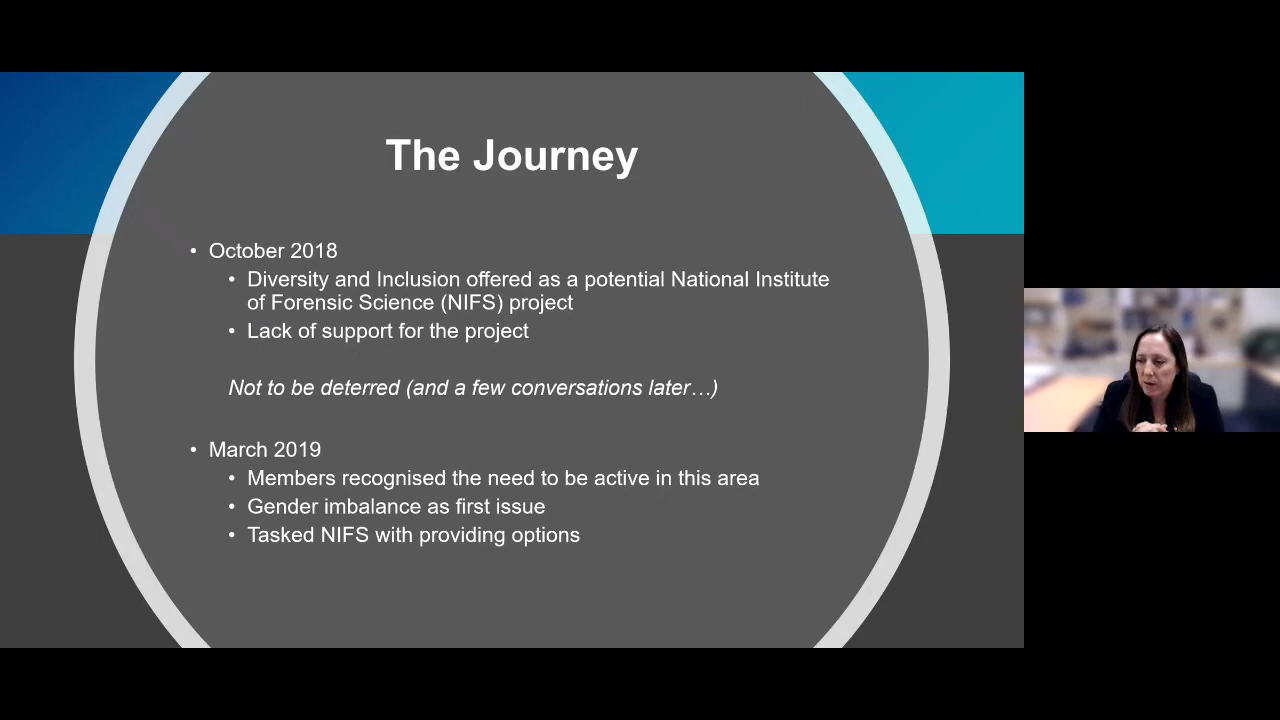 The Journey
• October 2018
• Diversity and Inclusion offered as a potential National Institute
of Forensic Science (NIFS) project
• Lack of support for the project
Not to be deterred (and a few conversations later…)
• March 2019
• Members recognised the need to be active in this area
• Gender imbalance as first issue
• Tasked NIFS with providing options